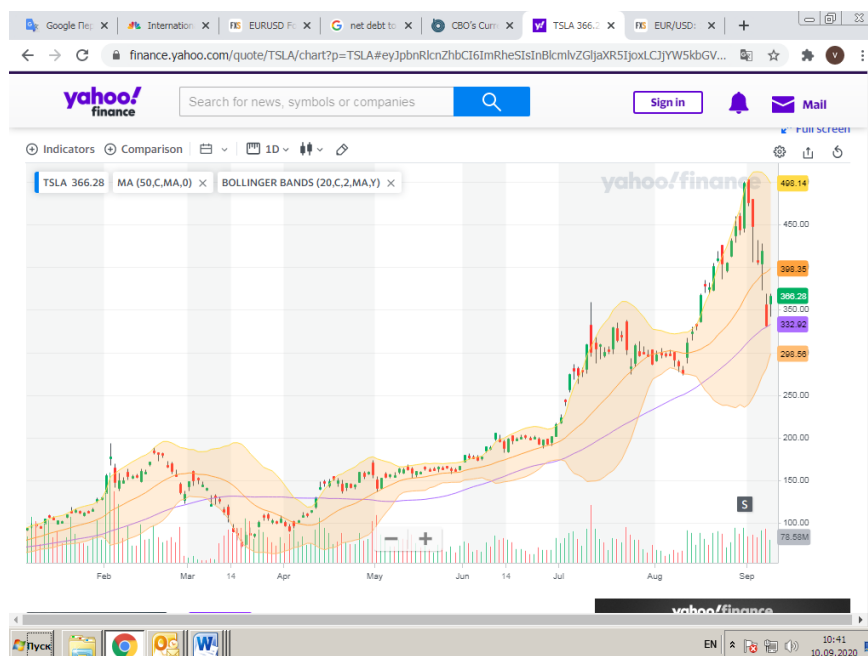 Google Пер
Internation
EURUSD Fo
net debt to
CBO's Curr
TSLA 366.2
EUR/USD:
finance.yahoo.com/quote/TSLA/chart?p=TSLA#eyJpbnRlcnZhbCI6ImRheSIsInBlcmlvZGljaXR5IjoxLCJjYW5kbGV...
yahoo! finance
Search for news, symbols or companies
Sign in
Mail
Full screen
Indicators Comparison 1D
TSLA 366.28 MA (50,C,MA,0) BOLLINGER BANDS (20,C,2,MA,Y)
yahoo!finance
498.14
450.00
398.35
366.28
350.00
332.92
298.56
250.00
200.00
150.00
S
100.00
78.58M
Feb Mar 14 Apr May Jun 14 Jul Aug Sep
yahoo!finance
Пуск
EN 10:41
10.09.2020